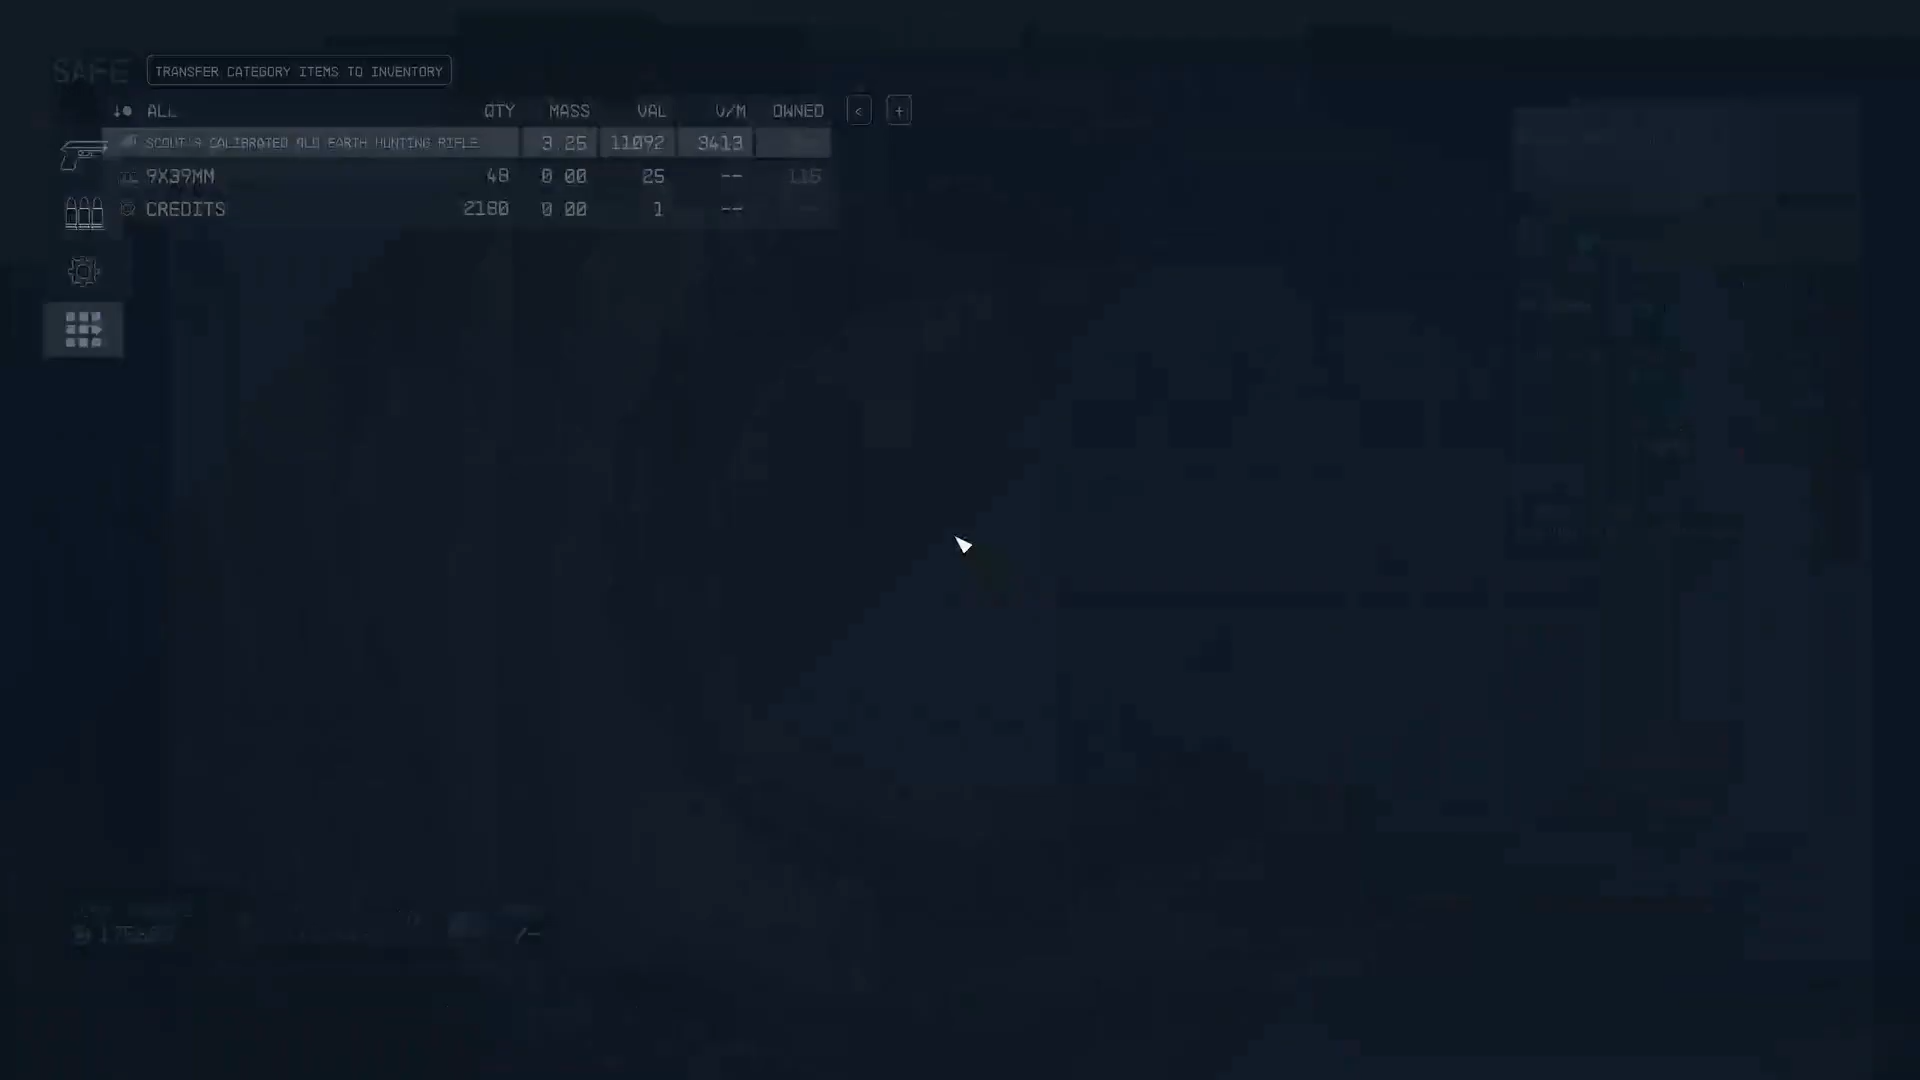 SAFE TRANSFER CATEGORY ITEMS TO INVENTORY
ALL QTY MASS VAL V/M OWNED < +
SCOUT'S CALIBRATED OLD EARTH HUNTING RIFLE 3 25 11092 3413
9X39MM 48 0 00 25 -- 115
CREDITS 2180 0 00 1 --
/--